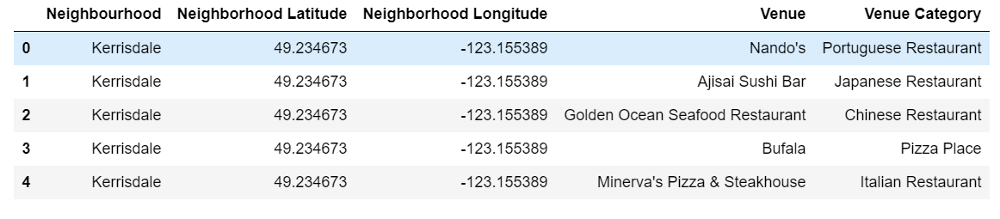 Neighbourhood Neighborhood Latitude Neighborhood Longitude Venue Venue Category
0 Kerrisdale 49.234673 -123.155389 Nando's Portuguese Restaurant
1 Kerrisdale 49.234673 -123.155389 Ajisai Sushi Bar Japanese Restaurant
2 Kerrisdale 49.234673 -123.155389 Golden Ocean Seafood Restaurant Chinese Restaurant
3 Kerrisdale 49.234673 -123.155389 Bufala Pizza Place
4 Kerrisdale 49.234673 -123.155389 Minerva's Pizza & Steakhouse Italian Restaurant